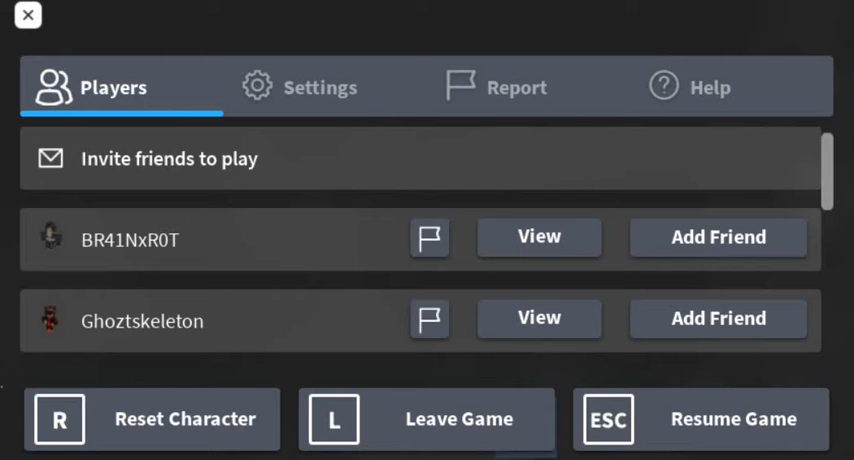 Players Settings Report Help
Invite friends to play
BR41NxR0T View Add Friend
Ghoztskeleton View Add Friend
R Reset Character L Leave Game ESC Resume Game